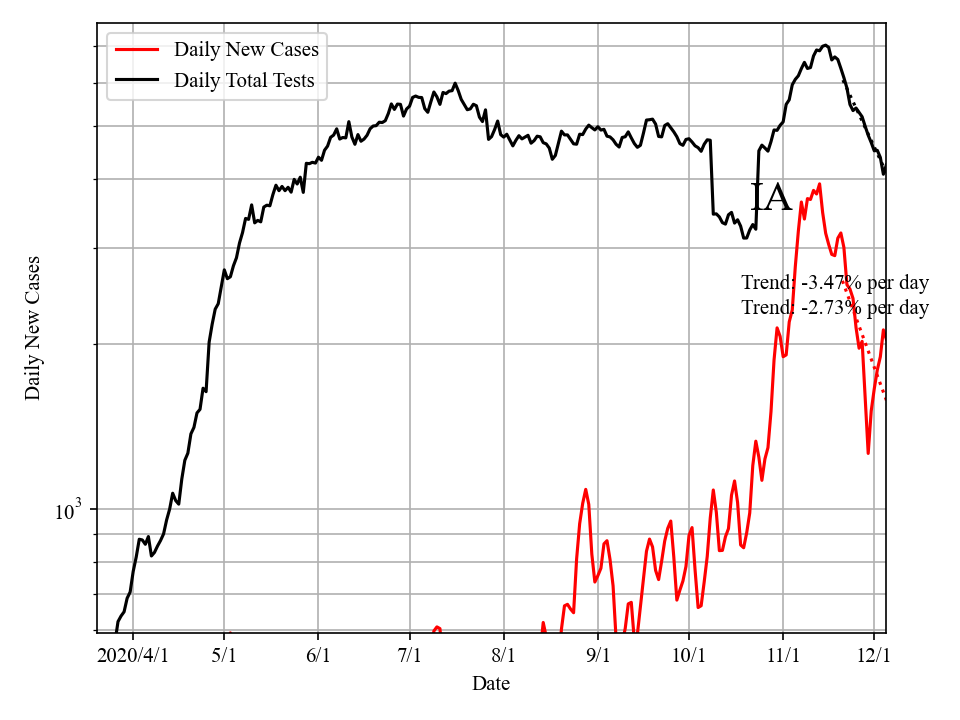 Daily New Cases
Daily Total Tests
IA
Trend: -3.47% per day
Trend: -2.73% per day
Daily New Cases
10³
2020/4/1 5/1 6/1 7/1 8/1 9/1 10/1 11/1 12/1
Date